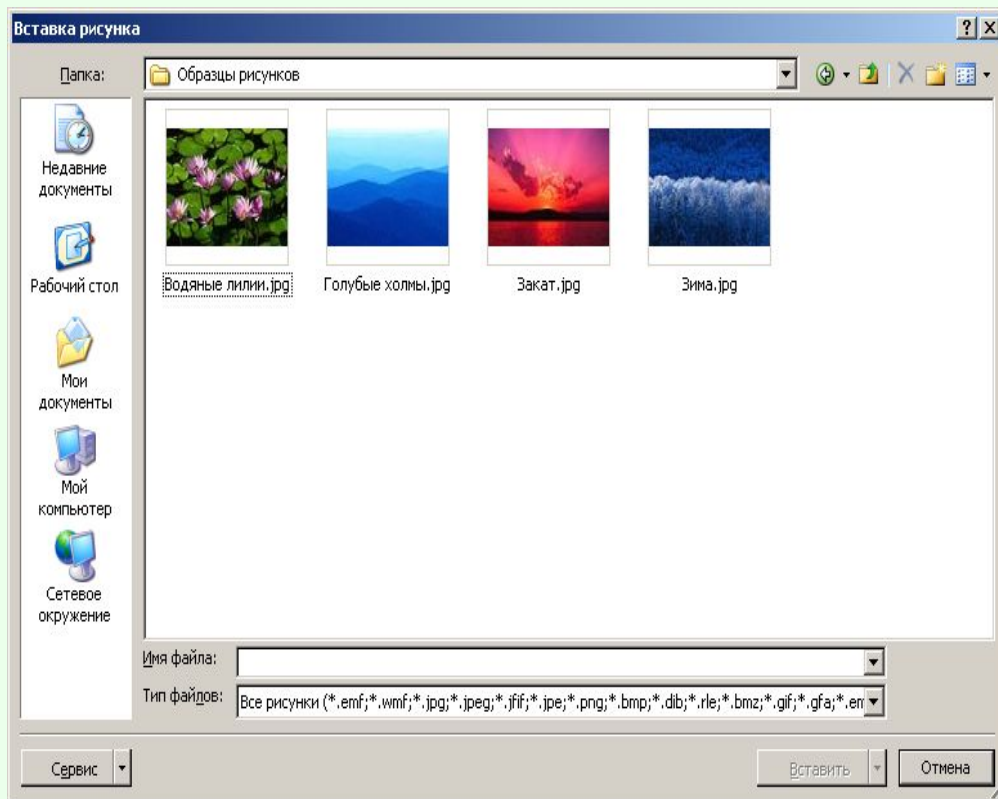 Вставка рисунка
Папка:
Образцы рисунков
Недавние
документы
Рабочий стол
Мои
документы
Мой
компьютер
Сетевое
окружение
Водяные лилии.jpg
Голубые холмы.jpg
Закат.jpg
Зима.jpg
Имя файла:
Тип файлов:
Все рисунки (*.emf;*.wmf;*.jpg;*.jpeg;*.jfif;*.jpe;*.png;*.bmp;*.dib;*.rle;*.bmz;*.gif;*.gfa;*.em
Сервис
Вставить
Отмена